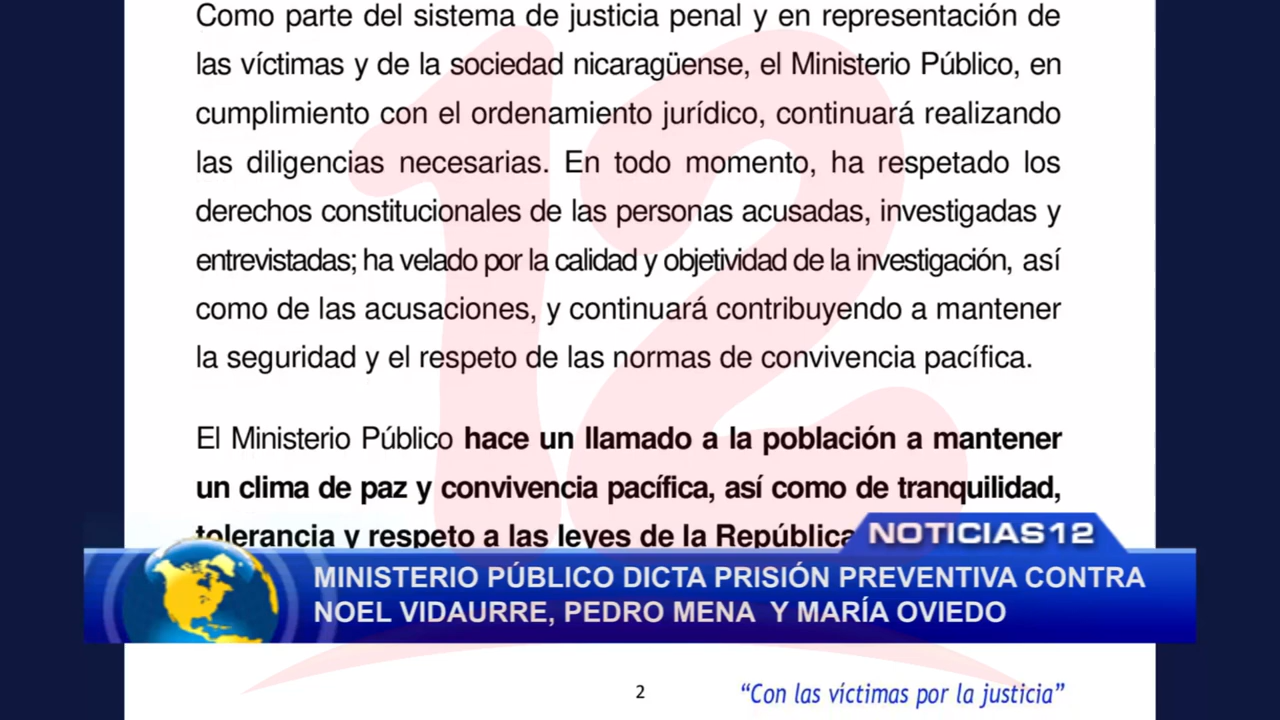 Como parte del sistema de justicia penal y en representación de
las víctimas y de la sociedad nicaragüense, el Ministerio Público, en
cumplimiento con el ordenamiento jurídico, continuará realizando
las diligencias necesarias. En todo momento, ha respetado los
derechos constitucionales de las personas acusadas, investigadas y
entrevistadas; ha velado por la calidad y objetividad de la investigación, así
como de las acusaciones, y continuará contribuyendo a mantener
la seguridad y el respeto de las normas de convivencia pacífica.
El Ministerio Público hace un llamado a la población a mantener
un clima de paz y convivencia pacífica, así como de tranquilidad,
tolerancia y respeto a las leyes de la República
NOTICIAS12
MINISTERIO PÚBLICO DICTA PRISIÓN PREVENTIVA CONTRA
NOEL VIDAURRE, PEDRO MENA Y MARÍA OVIEDO
12
2
“Con las víctimas por la justicia”